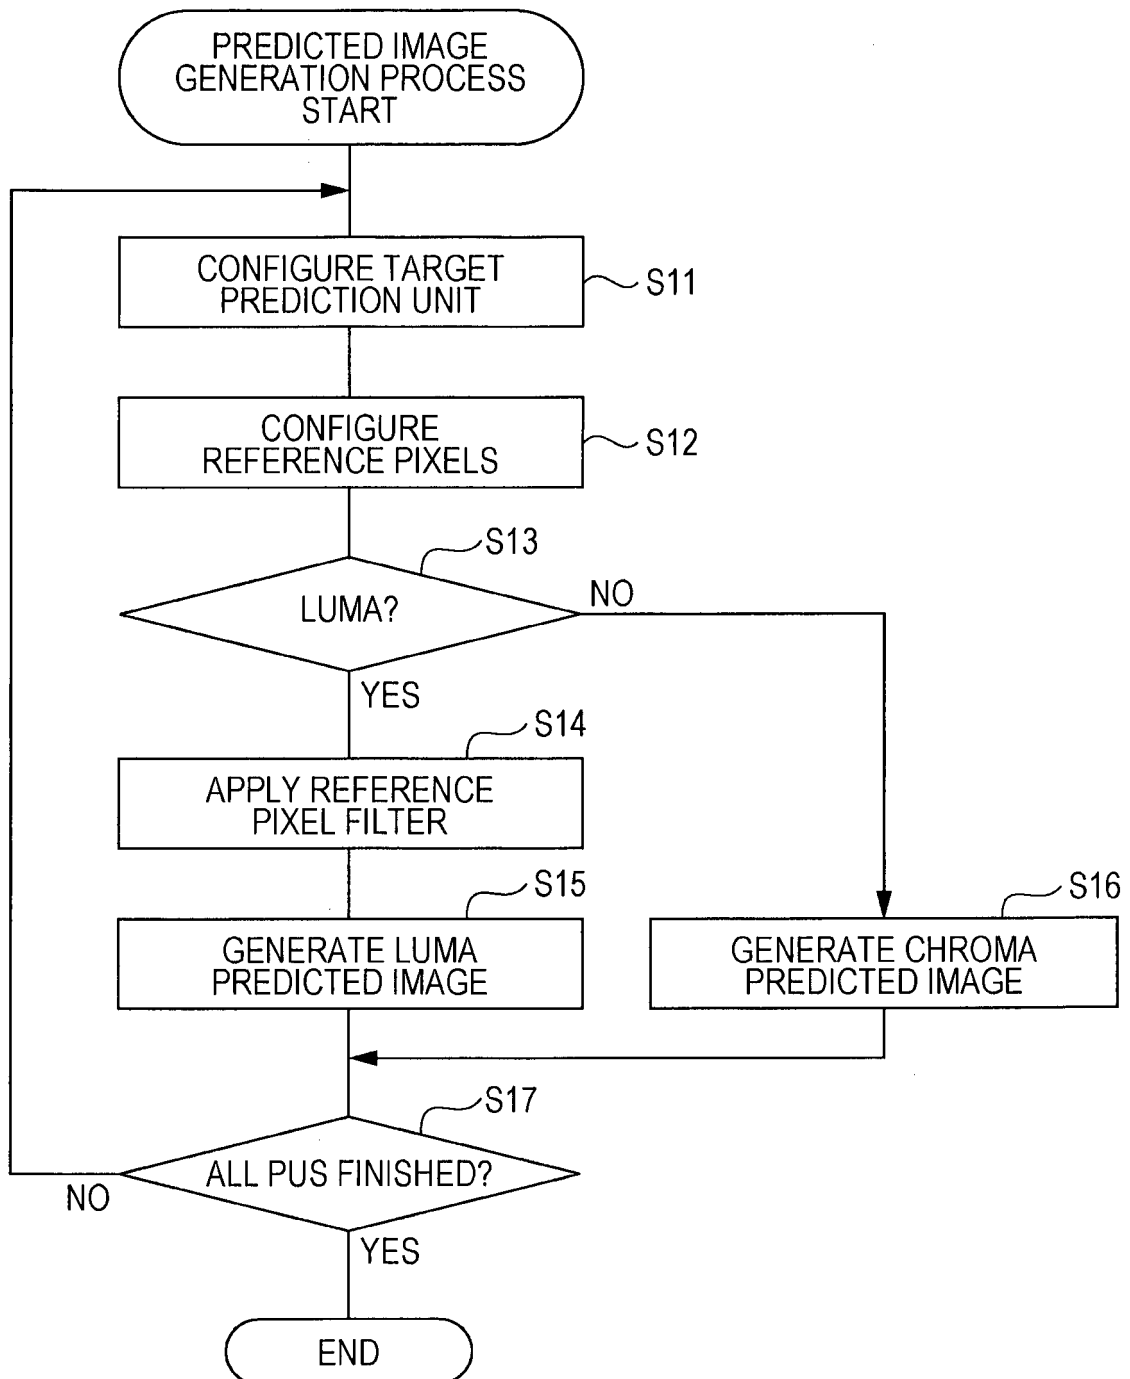 PREDICTED IMAGE
GENERATION PROCESS
START
CONFIGURE TARGET
PREDICTION UNIT
S11
CONFIGURE
REFERENCE PIXELS
S12
S13
LUMA?
NO
YES
S14
APPLY REFERENCE
PIXEL FILTER
S15
GENERATE LUMA
PREDICTED IMAGE
S16
GENERATE CHROMA
PREDICTED IMAGE
S17
ALL PUS FINISHED?
NO
YES
END